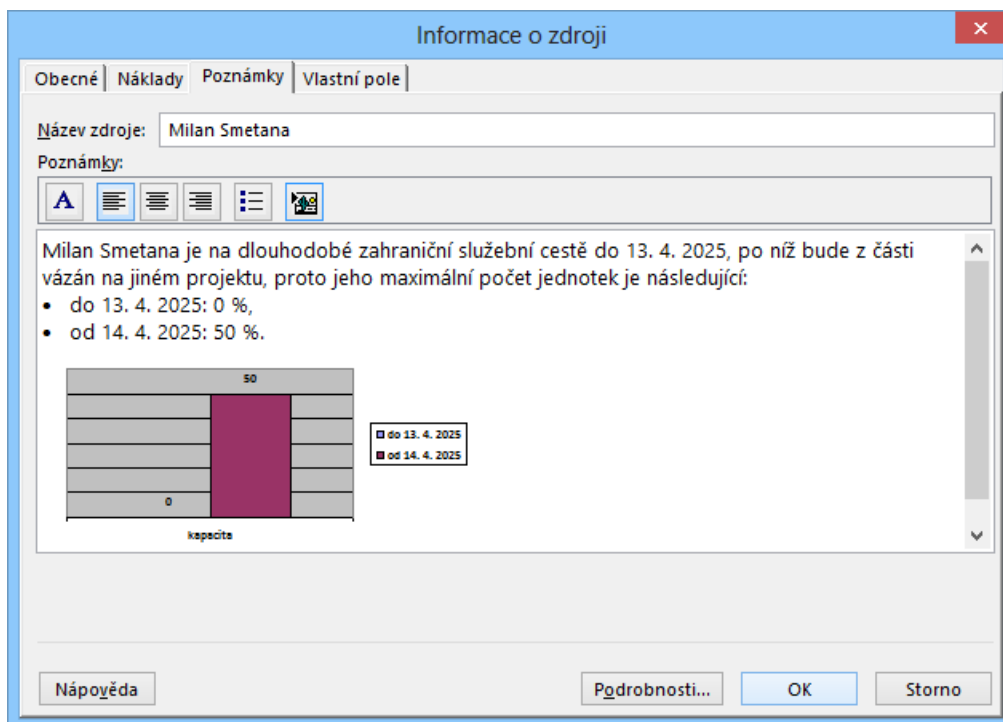 Informace o zdroji
Obecné Náklady Poznámky Vlastní pole
Název zdroje: Milan Smetana
Poznámky:
A
Milan Smetana je na dlouhodobé zahraniční služební cestě do 13. 4. 2025, po níž bude z části
vázán na jiném projektu, proto jeho maximální počet jednotek je následující:
• do 13. 4. 2025: 0 %,
• od 14. 4. 2025: 50 %.
50
do 13. 4. 2025
od 14. 4. 2025
0
kapacita
Nápověda Podrobnosti... OK Storno